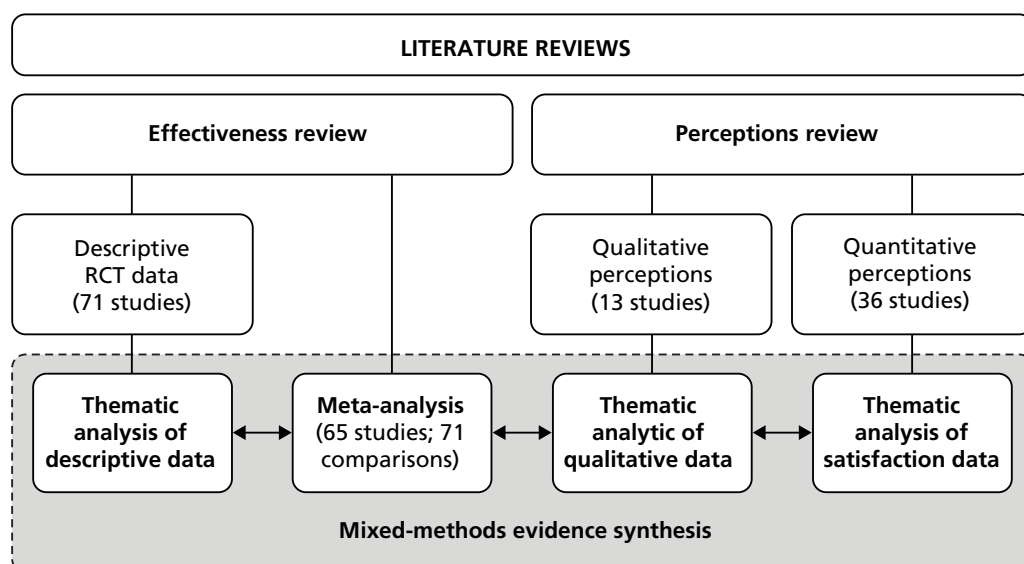 LITERATURE REVIEWS
Effectiveness review
Perceptions review
Descriptive
RCT data
(71 studies)
Qualitative
perceptions
(13 studies)
Quantitative
perceptions
(36 studies)
Thematic
analysis of
descriptive data
Meta-analysis
(65 studies; 71
comparisons)
Thematic
analytic of
qualitative data
Thematic
analysis of
satisfaction data
Mixed-methods evidence synthesis